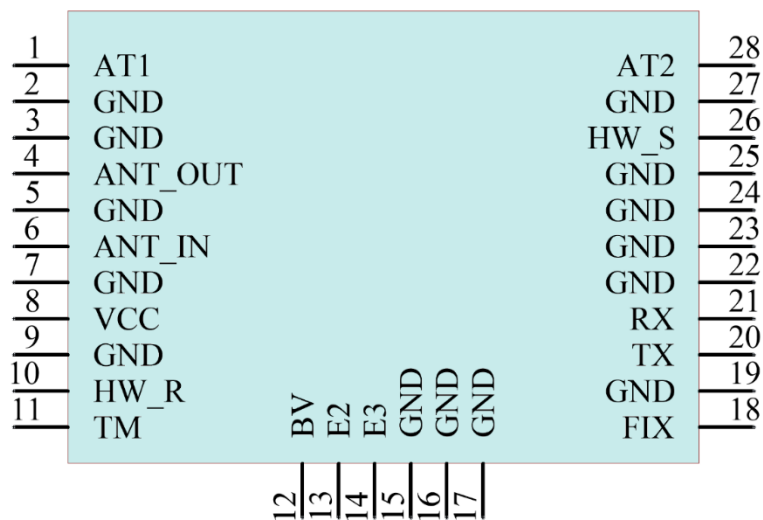 1 AT1 AT2 28
2 GND GND 27
3 GND HW_S 26
4 ANT_OUT GND 25
5 GND GND 24
6 ANT_IN GND 23
7 GND GND 22
8 VCC RX 21
9 GND TX 20
10 HW_R GND 19
11 TM FIX 18
BV E2 E3 GND GND GND
12 13 14 15 16 17